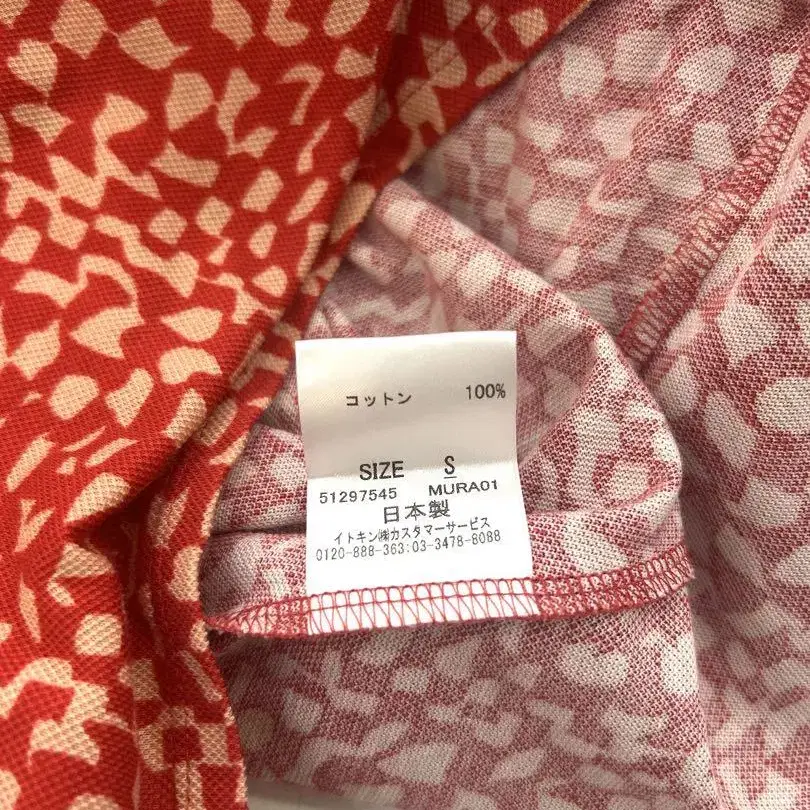 コットン 100%
SIZE S
51297545 MURA01
日本製
イトキン㈱カスタマーサービス
0120-888-363:03-3478-8088